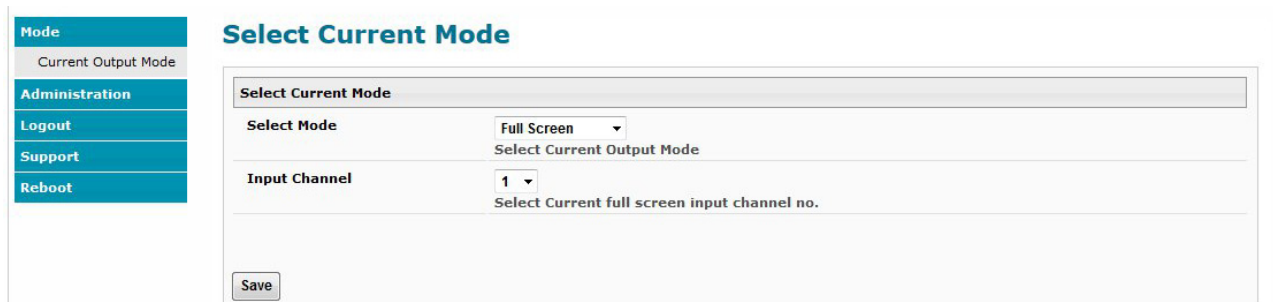 Mode
Current Output Mode
Administration
Logout
Support
Reboot
Select Current Mode
Select Current Mode
Select Mode
Full Screen
Select Current Output Mode
Input Channel
1
Select Current full screen input channel no.
Save